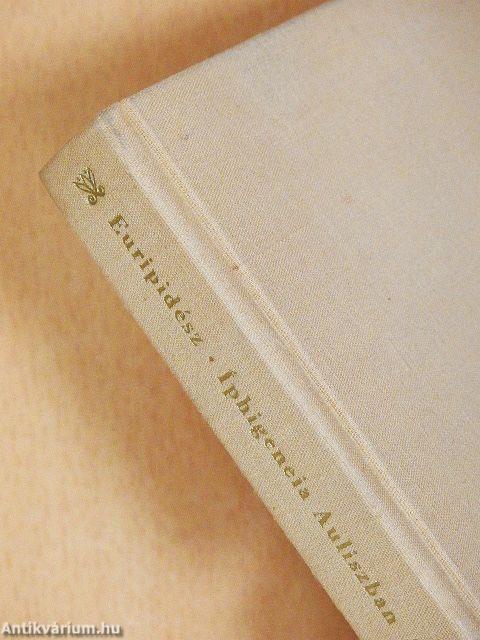 Euripidész • Íphigeneia Auliszban
Antikvárium.hu